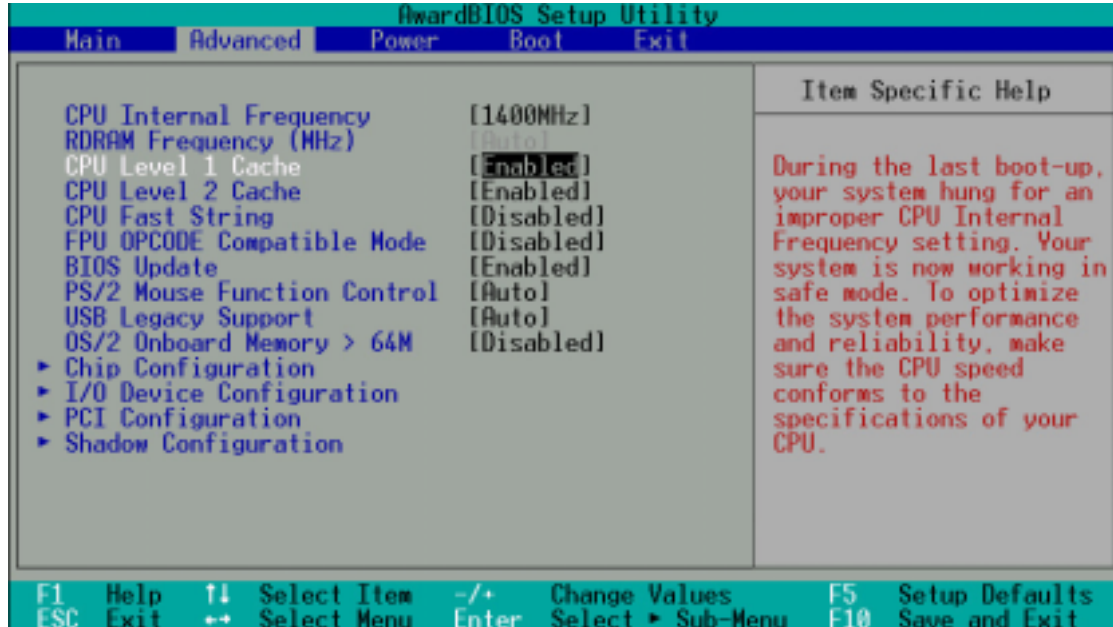 AwardBIOS Setup Utility
Main Advanced Power Boot Exit
Item Specific Help
CPU Internal Frequency [1400MHz]
RDRAM Frequency (MHz) [Auto]
CPU Level 1 Cache [Enabled]
CPU Level 2 Cache [Enabled]
CPU Fast String [Disabled]
FPU OPCODE Compatible Mode [Disabled]
BIOS Update [Enabled]
PS/2 Mouse Function Control [Auto]
USB Legacy Support [Auto]
OS/2 Onboard Memory > 64M [Disabled]
► Chip Configuration
► I/O Device Configuration
► PCI Configuration
► Shadow Configuration
During the last boot-up,
your system hung for an
improper CPU Internal
Frequency setting. Your
system is now working in
safe mode. To optimize
the system performance
and reliability, make
sure the CPU speed
conforms to the
specifications of your
CPU.
F1 Help ↑↓ Select Item -/+ Change Values F5 Setup Defaults
ESC Exit ←→ Select Menu Enter Select ► Sub-Menu F10 Save and Exit